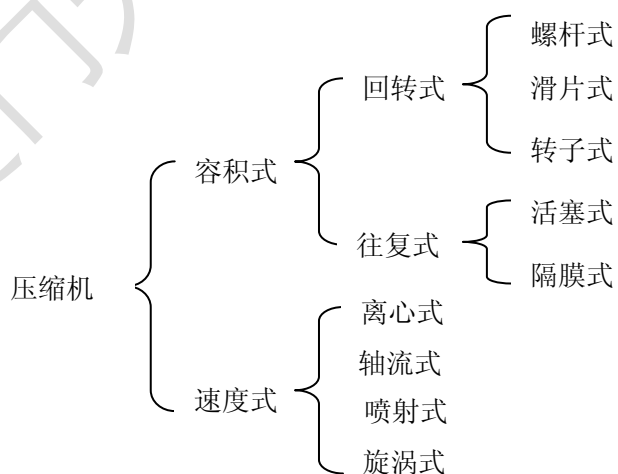 压缩机
容积式
回转式
螺杆式
滑片式
转子式
往复式
活塞式
隔膜式
速度式
离心式
轴流式
喷射式
旋涡式